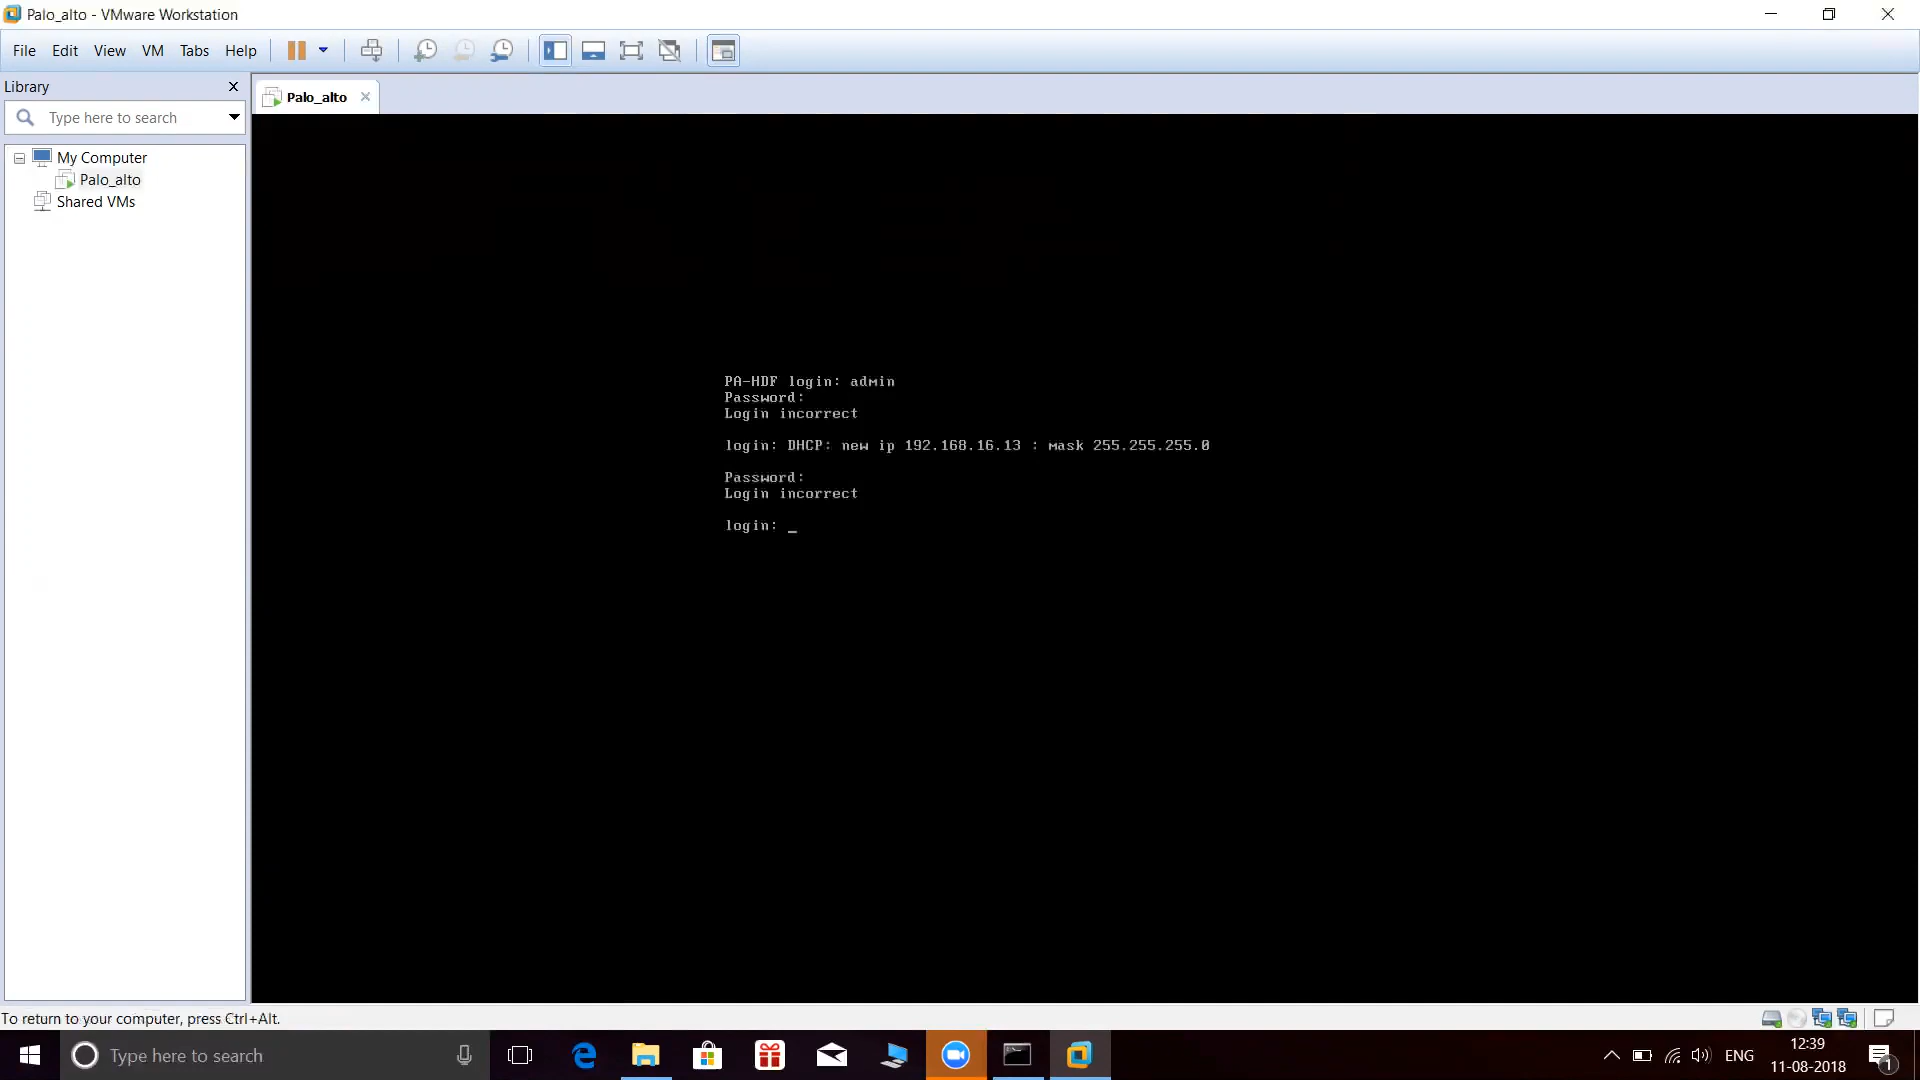 Palo_alto - VMware Workstation
File Edit View VM Tabs Help
Library
Type here to search
My Computer
Palo_alto
Shared VMs
Palo_alto
PA-HDF login: admin
Password:
Login incorrect
login: DHCP: new ip 192.168.16.13 : mask 255.255.255.0
Password:
Login incorrect
login: _
To return to your computer, press Ctrl+Alt.
Type here to search
ENG
12:39
11-08-2018
1